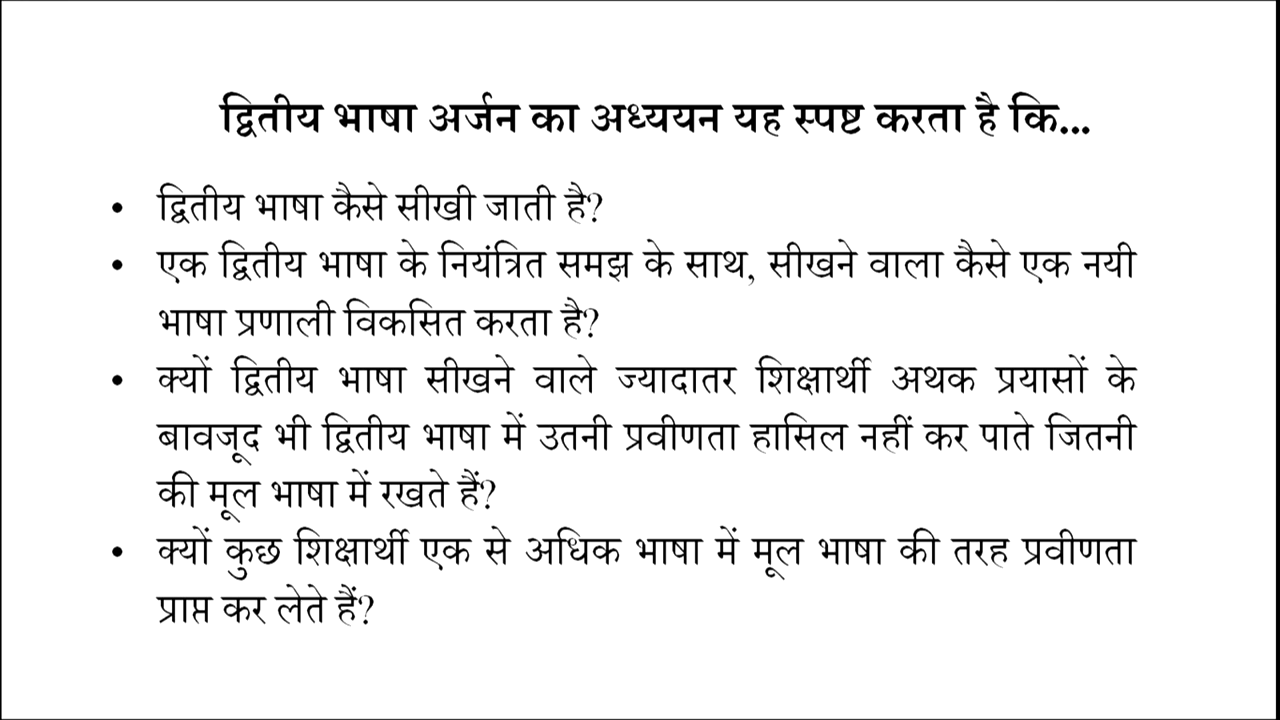 द्वितीय भाषा अर्जन का अध्ययन यह स्पष्ट करता है कि...
• द्वितीय भाषा कैसे सीखी जाती है?
• एक द्वितीय भाषा के नियंत्रित समझ के साथ, सीखने वाला कैसे एक नयी
भाषा प्रणाली विकसित करता है?
• क्यों द्वितीय भाषा सीखने वाले ज्यादातर शिक्षार्थी अथक प्रयासों के
बावजूद भी द्वितीय भाषा में उतनी प्रवीणता हासिल नहीं कर पाते जितनी
की मूल भाषा में रखते हैं?
• क्यों कुछ शिक्षार्थी एक से अधिक भाषा में मूल भाषा की तरह प्रवीणता
प्राप्त कर लेते हैं?